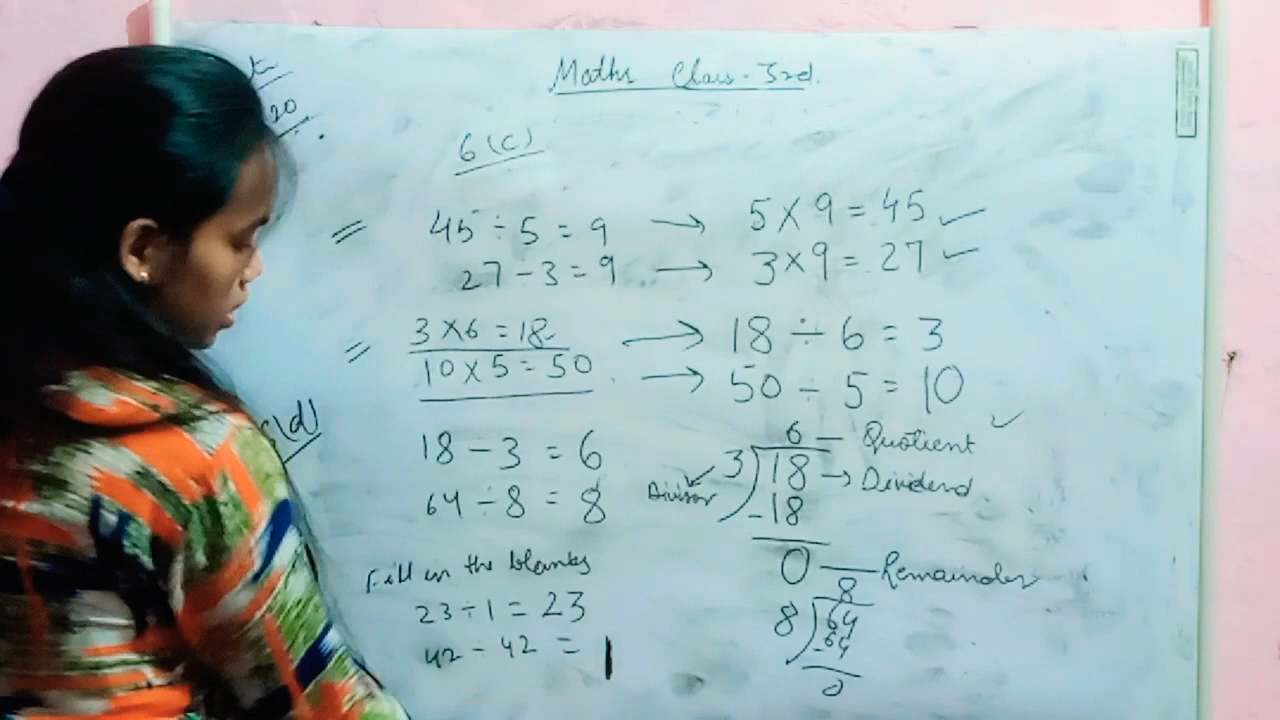 Maths Class-3rd.
20
6(c)
= 45 ÷ 5 = 9 → 5 × 9 = 45 ✓
27 ÷ 3 = 9 → 3 × 9 = 27 ✓
= 3 × 6 = 18 → 18 ÷ 6 = 3
10 × 5 = 50 → 50 ÷ 5 = 10
(d)
18 ÷ 3 = 6
64 ÷ 8 = 8
Fill in the blanks
23 ÷ 1 = 23
42 ÷ 42 = 1
6 — Quotient ✓
Divisor ✓ 3 ) 18 → Dividend
- 18
0 — Remainder
8
8 ) 64
- 64
0